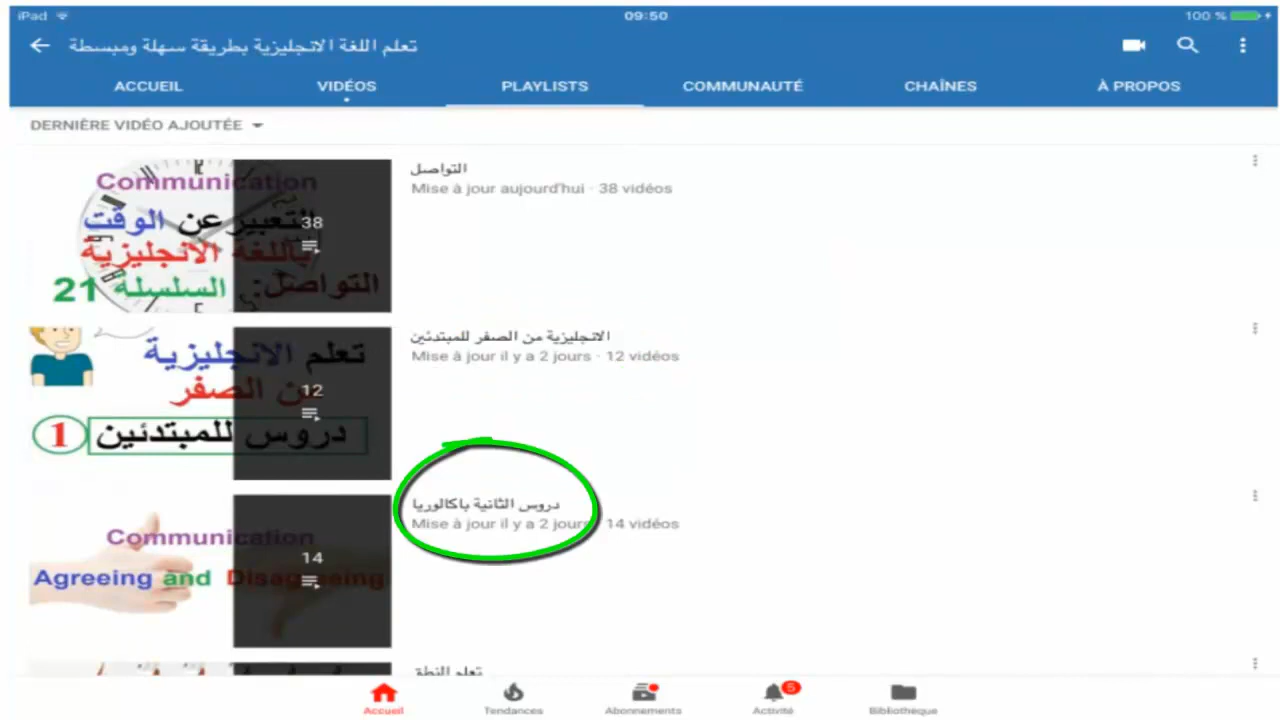 iPad 09:50 100 %
تعلم اللغة الانجليزية بطريقة سهلة ومبسطة
ACCUEIL VIDÉOS PLAYLISTS COMMUNAUTÉ CHAÎNES À PROPOS
DERNIÈRE VIDÉO AJOUTÉE
Communication
التعبير عن الوقت
باللغة الانجليزية
التواصل: السلسلة 21
38
التواصل
Mise à jour aujourd'hui · 38 vidéos
تعلم الانجليزية
من الصفر
دروس للمبتدئين 1
12
الانجليزية من الصفر للمبتدئين
Mise à jour il y a 2 jours · 12 vidéos
Communication
Agreeing and Disagreeing
14
دروس الثانية باكالوريا
Mise à jour il y a 2 jours · 14 vidéos
تعلم
5
Accueil Tendances Abonnements Activité Bibliothèque